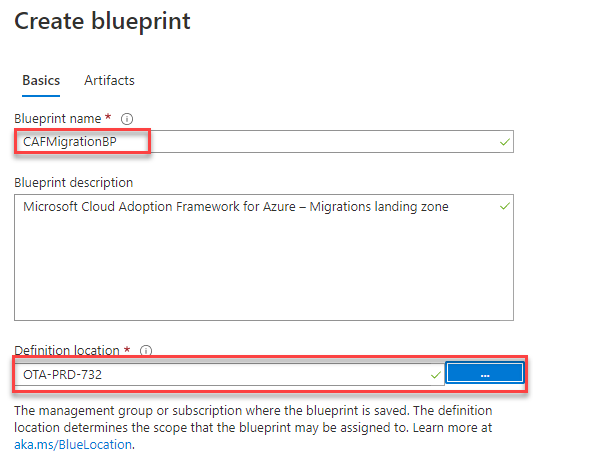 Create blueprint
Basics Artifacts
Blueprint name *
CAFMigrationBP
Blueprint description
Microsoft Cloud Adoption Framework for Azure – Migrations landing zone
Definition location *
OTA-PRD-732 ...
The management group or subscription where the blueprint is saved. The definition
location determines the scope that the blueprint may be assigned to. Learn more at
aka.ms/BlueLocation.